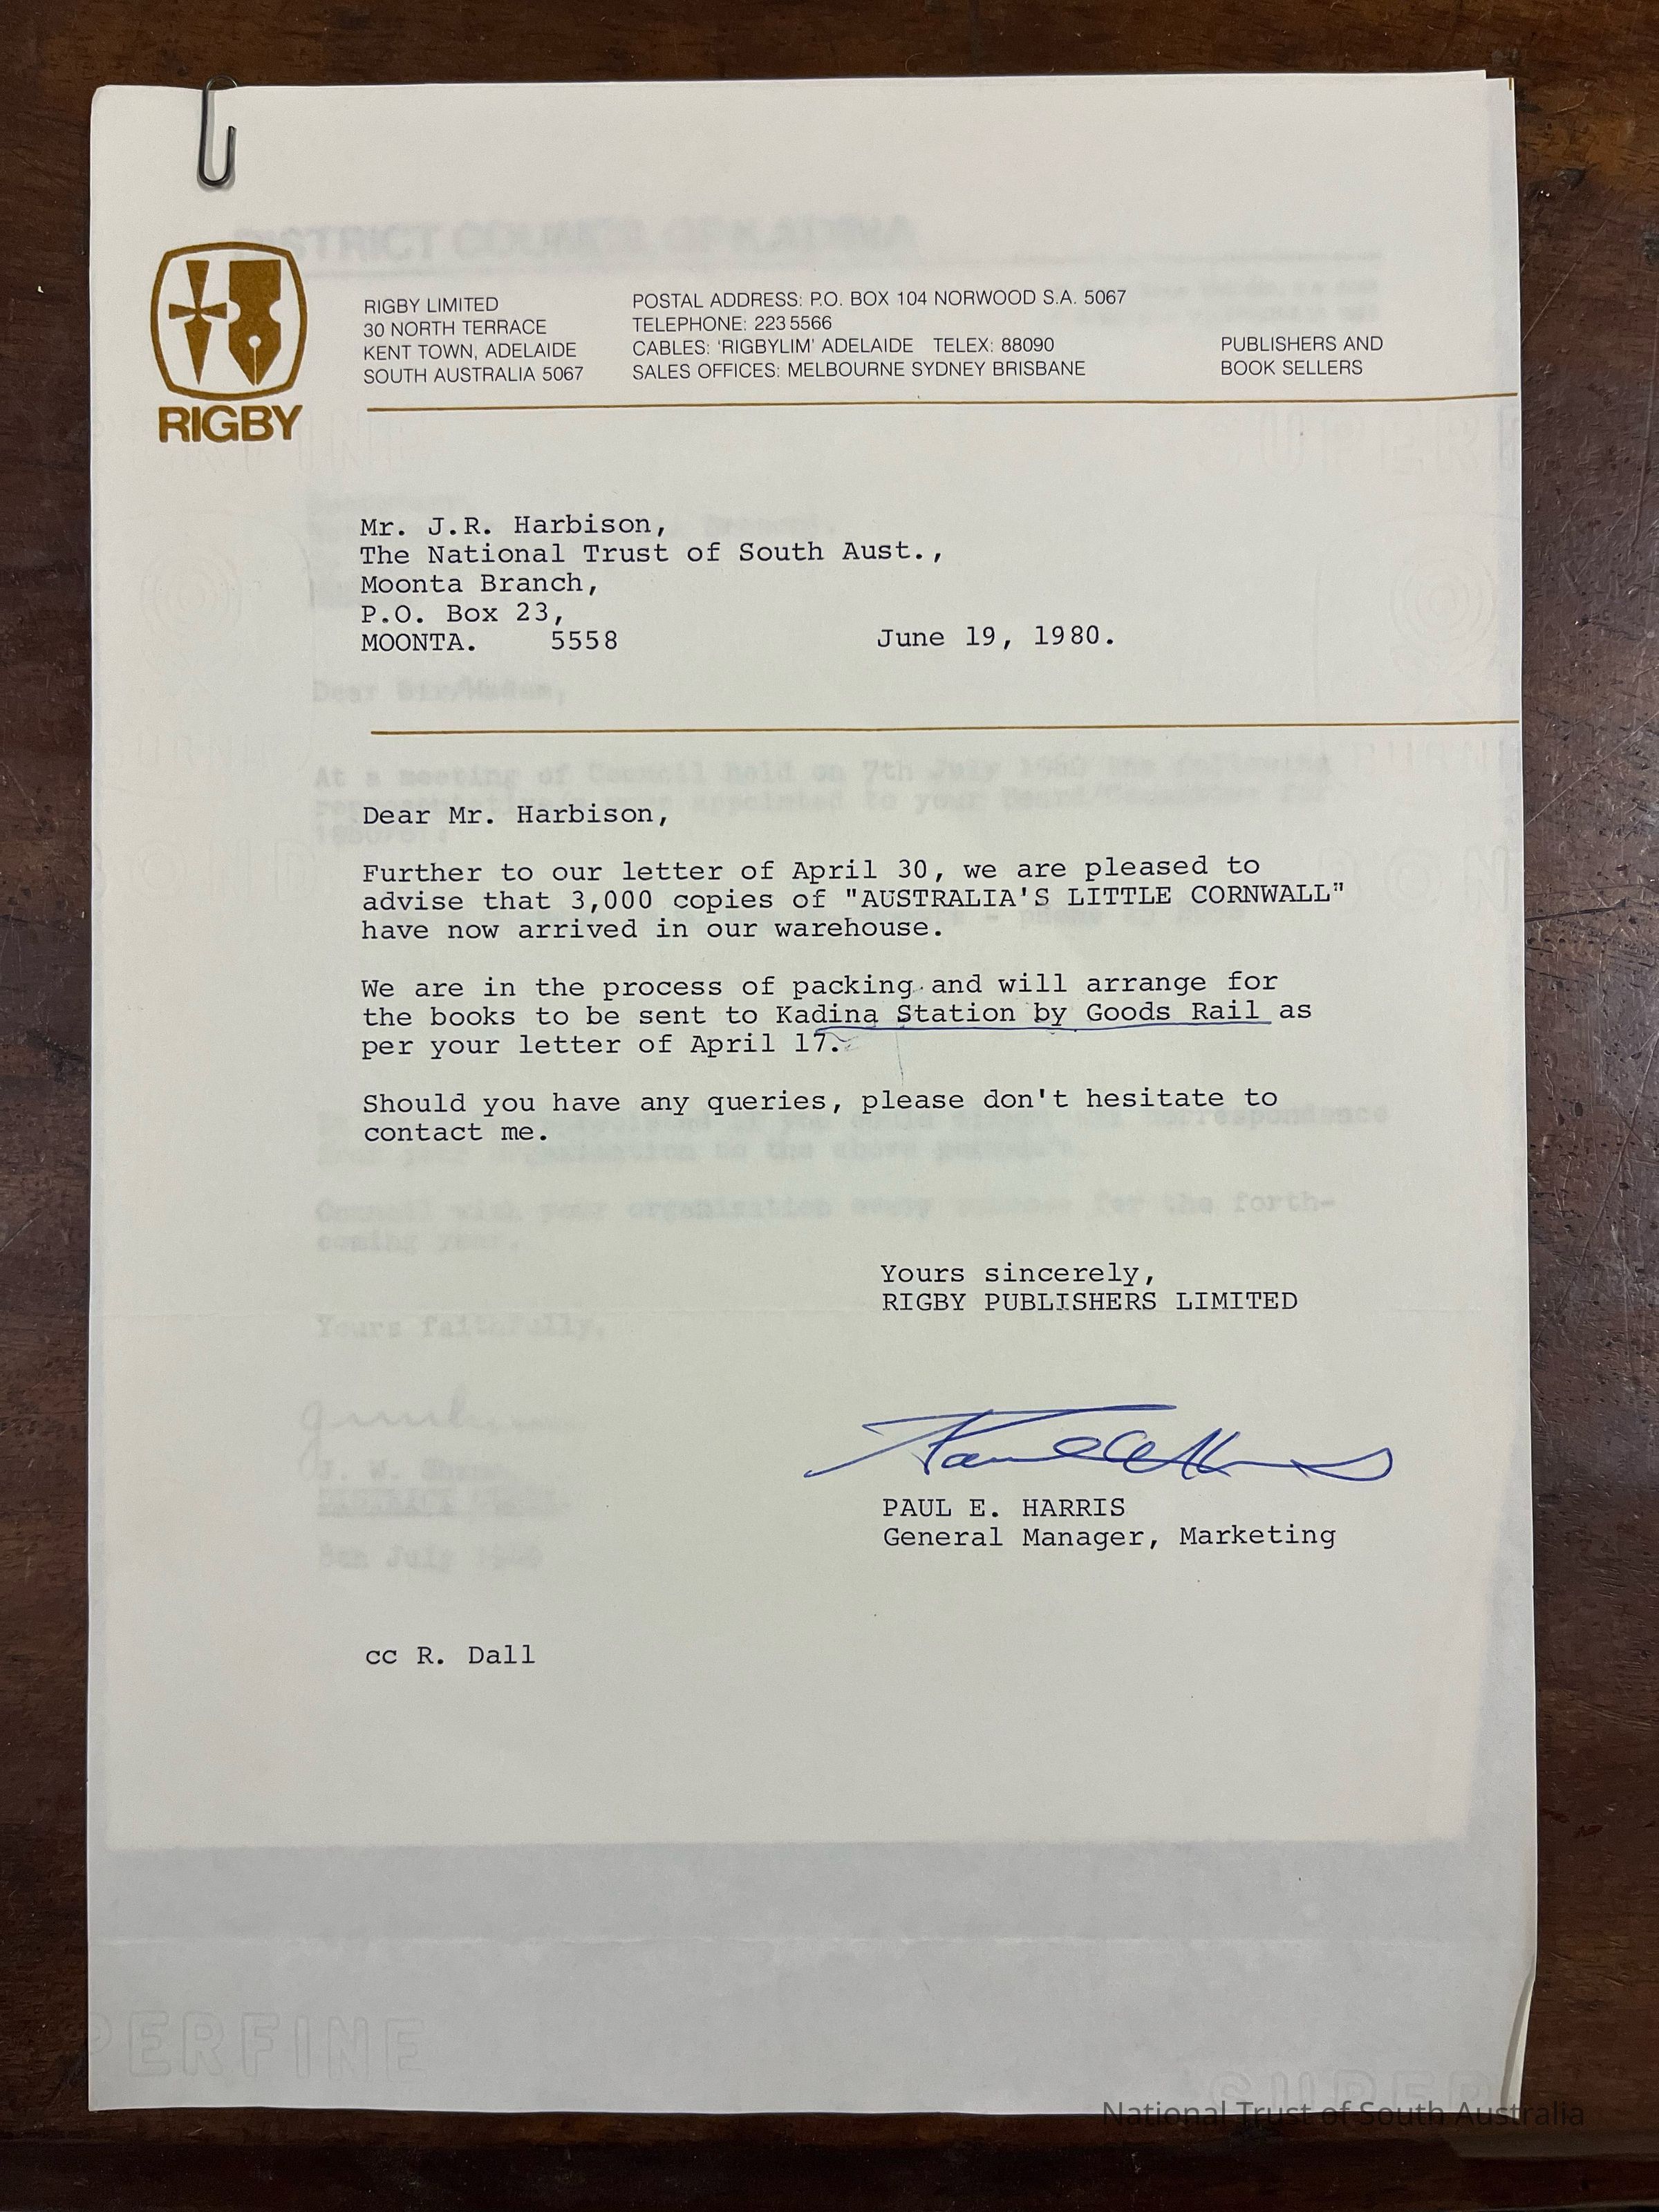 RIGBY
RIGBY LIMITED
30 NORTH TERRACE
KENT TOWN, ADELAIDE
SOUTH AUSTRALIA 5067
POSTAL ADDRESS: P.O. BOX 104 NORWOOD S.A. 5067
TELEPHONE: 223 5566
CABLES: 'RIGBYLIM' ADELAIDE TELEX: 88090
SALES OFFICES: MELBOURNE SYDNEY BRISBANE
PUBLISHERS AND
BOOK SELLERS
Mr. J.R. Harbison,
The National Trust of South Aust.,
Moonta Branch,
P.O. Box 23,
MOONTA. 5558
June 19, 1980.
Dear Mr. Harbison,
Further to our letter of April 30, we are pleased to
advise that 3,000 copies of "AUSTRALIA'S LITTLE CORNWALL"
have now arrived in our warehouse.
We are in the process of packing and will arrange for
the books to be sent to Kadina Station by Goods Rail as
per your letter of April 17.
Should you have any queries, please don't hesitate to
contact me.
Yours sincerely,
RIGBY PUBLISHERS LIMITED
PAUL E. HARRIS
General Manager, Marketing
cc R. Dall
National Trust of South Australia